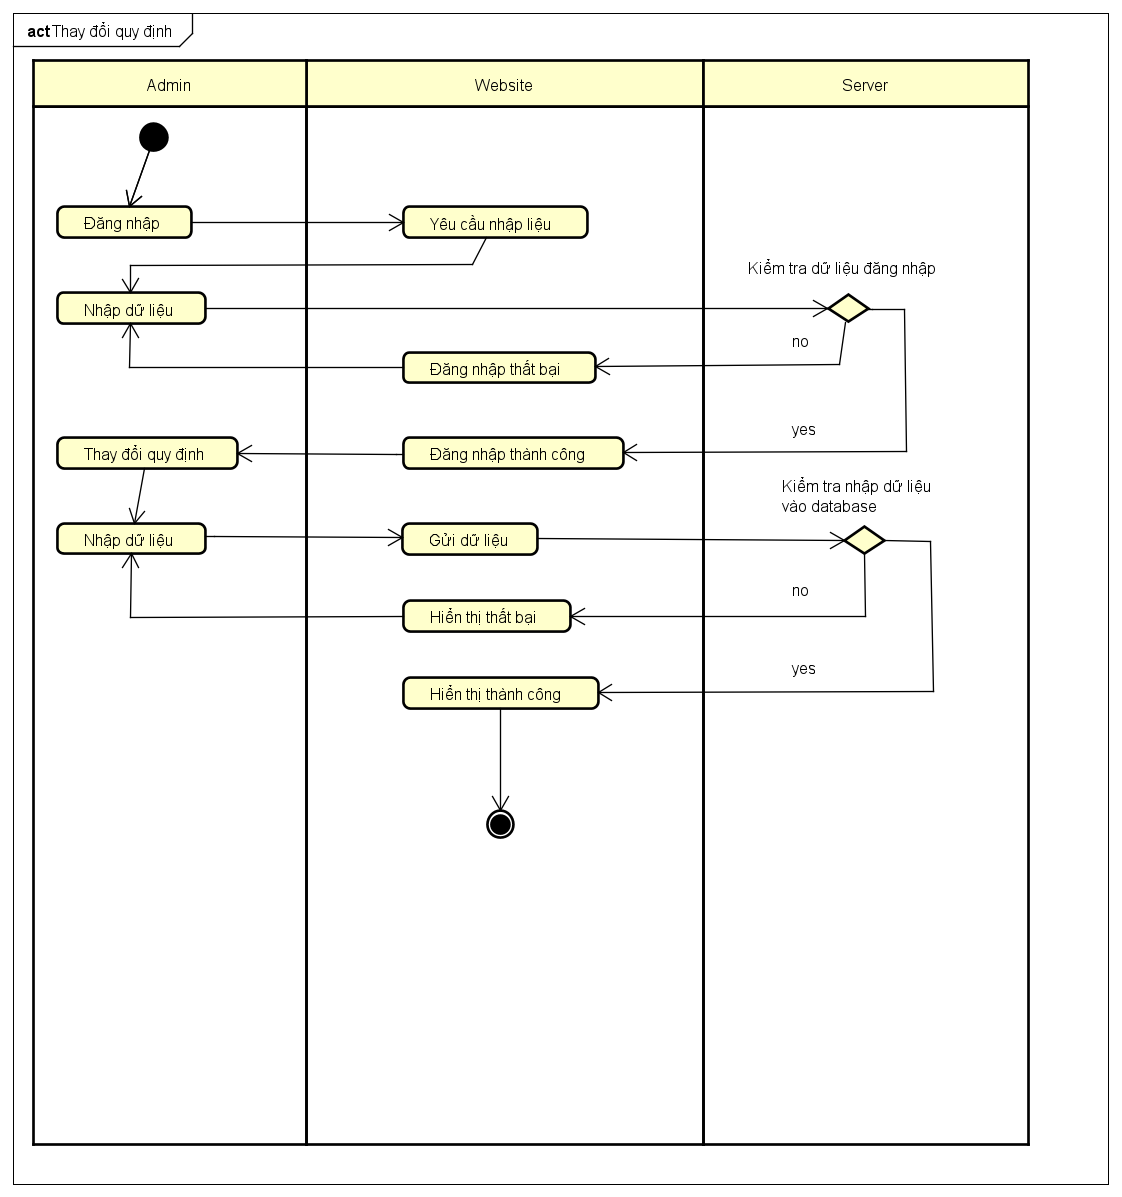 act Thay đổi quy định
Admin
Website
Server
Đăng nhập
Yêu cầu nhập liệu
Kiểm tra dữ liệu đăng nhập
Nhập dữ liệu
no
Đăng nhập thất bại
yes
Thay đổi quy định
Đăng nhập thành công
Kiểm tra nhập dữ liệu
vào database
Nhập dữ liệu
Gửi dữ liệu
no
Hiển thị thất bại
yes
Hiển thị thành công